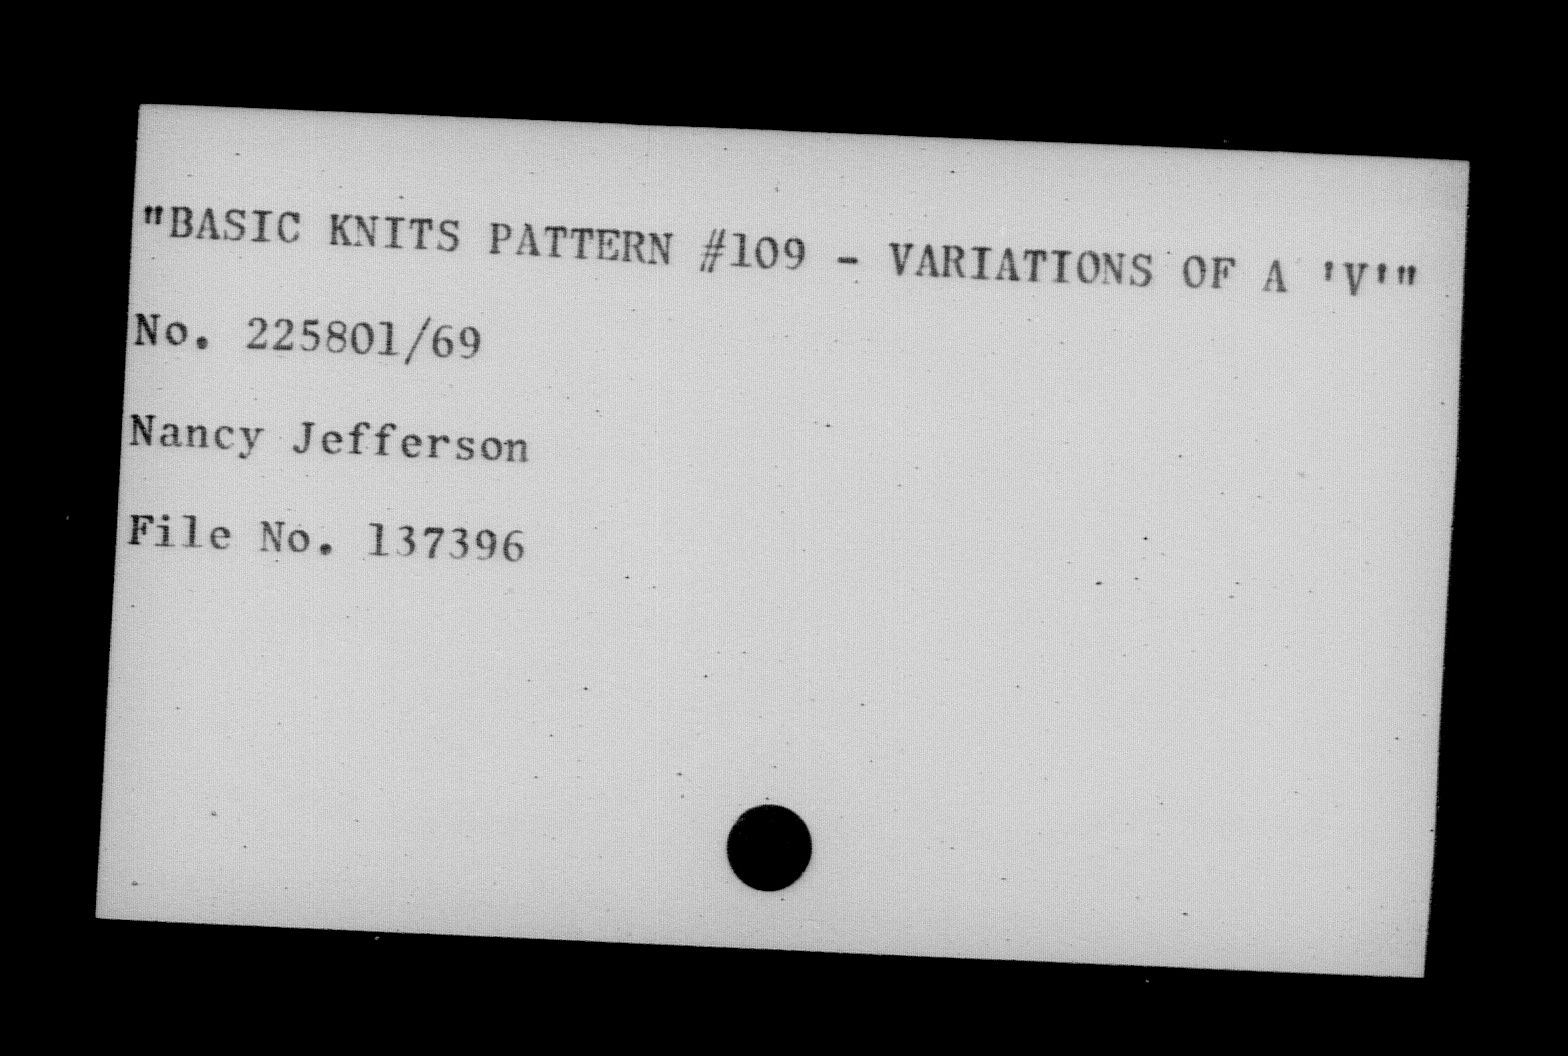 "BASIC KNITS PATTERN #109 - VARIATIONS OF A 'V'"
No. 225801/69
Nancy Jefferson
File No. 137396